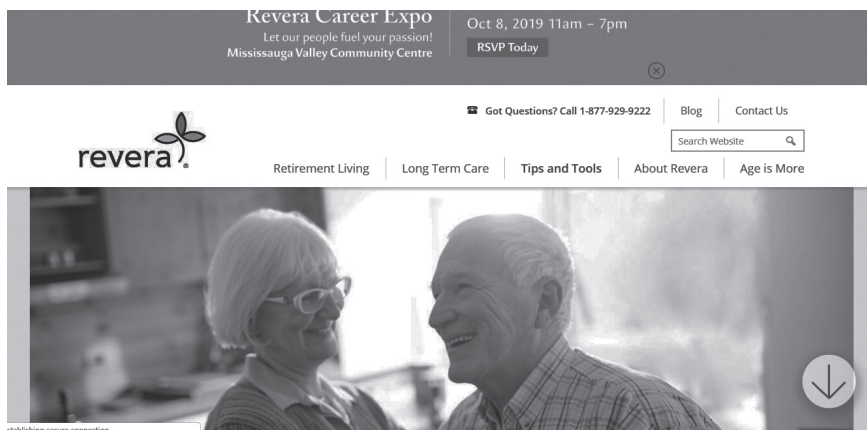 Revera Career Expo
Let our people fuel your passion!
Mississauga Valley Community Centre
Oct 8, 2019 11am – 7pm
RSVP Today
Got Questions? Call 1-877-929-9222
Blog
Contact Us
Search Website
revera
Retirement Living
Long Term Care
Tips and Tools
About Revera
Age is More